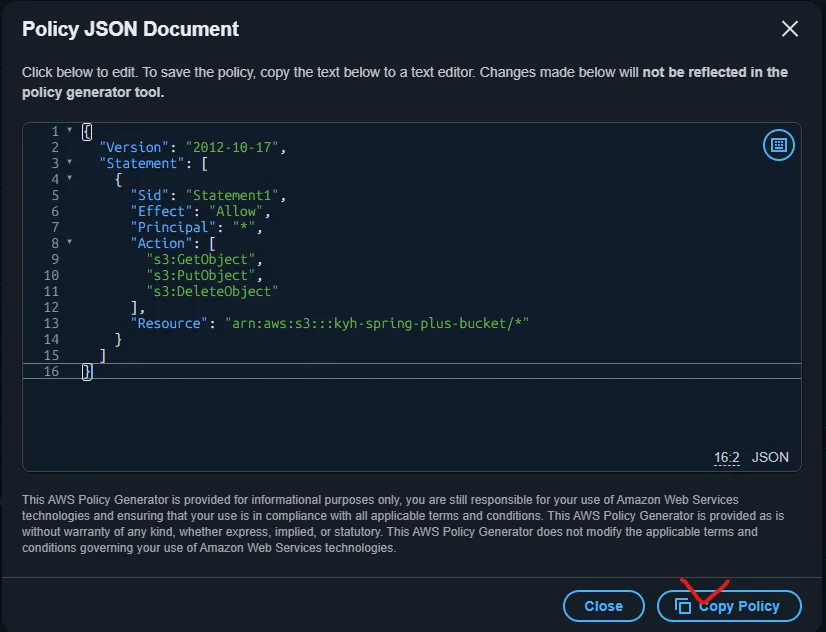 Policy JSON Document
Click below to edit. To save the policy, copy the text below to a text editor. Changes made below will not be reflected in the
policy generator tool.
1 {
2 "Version": "2012-10-17",
3 "Statement": [
4 {
5 "Sid": "Statement1",
6 "Effect": "Allow",
7 "Principal": "*",
8 "Action": [
9 "s3:GetObject",
10 "s3:PutObject",
11 "s3:DeleteObject"
12 ],
13 "Resource": "arn:aws:s3:::kyh-spring-plus-bucket/*"
14 }
15 ]
16 }
16:2 JSON
This AWS Policy Generator is provided for informational purposes only, you are still responsible for your use of Amazon Web Services
technologies and ensuring that your use is in compliance with all applicable terms and conditions. This AWS Policy Generator is provided as is
without warranty of any kind, whether express, implied, or statutory. This AWS Policy Generator does not modify the applicable terms and
conditions governing your use of Amazon Web Services technologies.
Close Copy Policy